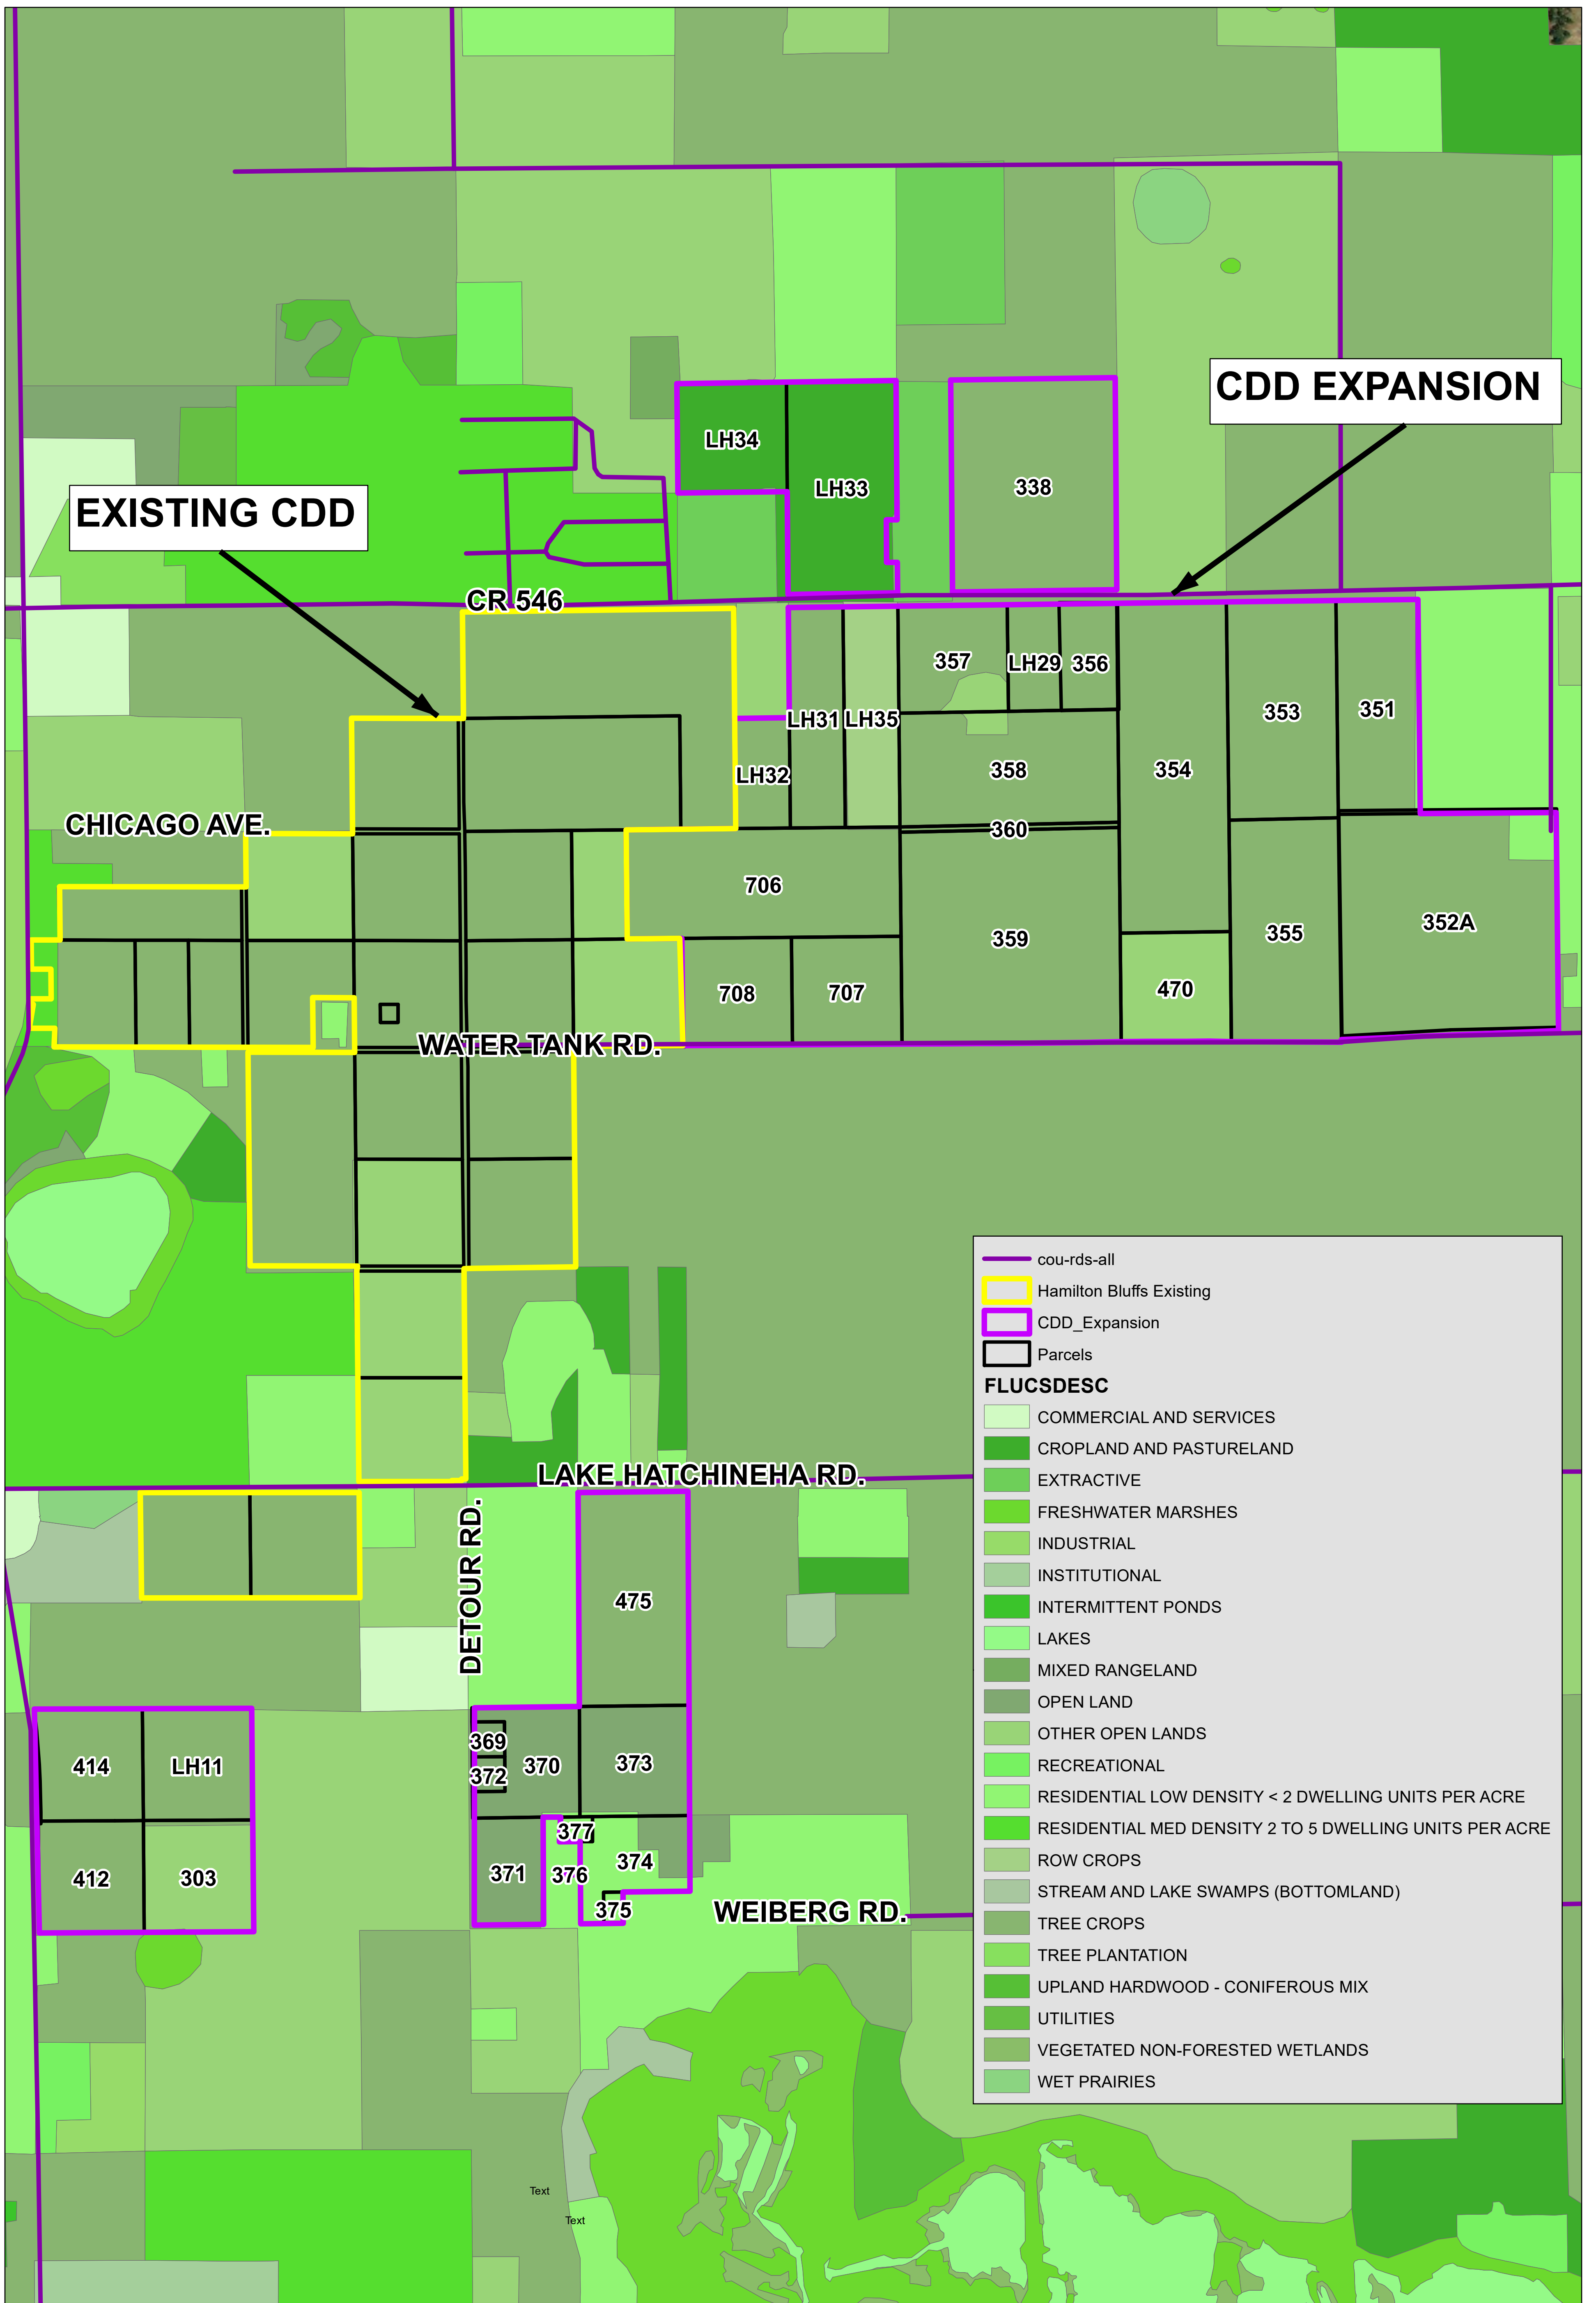 CDD EXPANSION
LH34
LH33
338
EXISTING CDD
CR 546
357
LH29
356
LH31
LH35
353
351
LH32
358
354
CHICAGO AVE.
360
706
359
355
352A
708
707
470
WATER TANK RD.
cou-rds-all
Hamilton Bluffs Existing
CDD_Expansion
Parcels
FLUCSDESC
COMMERCIAL AND SERVICES
CROPLAND AND PASTURELAND
EXTRACTIVE
FRESHWATER MARSHES
INDUSTRIAL
INSTITUTIONAL
INTERMITTENT PONDS
LAKES
MIXED RANGELAND
OPEN LAND
OTHER OPEN LANDS
RECREATIONAL
RESIDENTIAL LOW DENSITY < 2 DWELLING UNITS PER ACRE
RESIDENTIAL MED DENSITY 2 TO 5 DWELLING UNITS PER ACRE
ROW CROPS
STREAM AND LAKE SWAMPS (BOTTOMLAND)
TREE CROPS
TREE PLANTATION
UPLAND HARDWOOD - CONIFEROUS MIX
UTILITIES
VEGETATED NON-FORESTED WETLANDS
WET PRAIRIES
LAKE HATCHINEHA RD.
DETOUR RD.
475
414
LH11
369
370
373
372
412
303
371
377
376
374
375
WEIBERG RD.
Text
Text